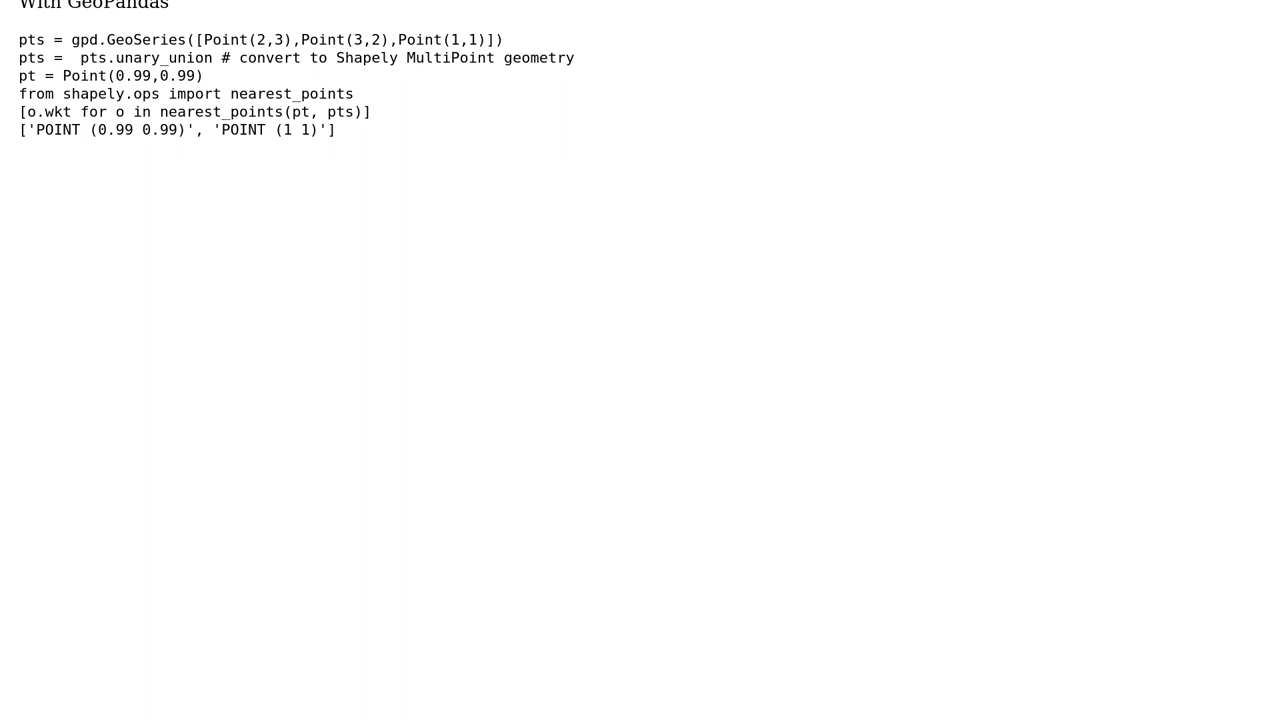 With GeoPandas
pts = gpd.GeoSeries([Point(2,3),Point(3,2),Point(1,1)])
pts =  pts.unary_union # convert to Shapely MultiPoint geometry
pt = Point(0.99,0.99)
from shapely.ops import nearest_points
[o.wkt for o in nearest_points(pt, pts)]
['POINT (0.99 0.99)', 'POINT (1 1)']